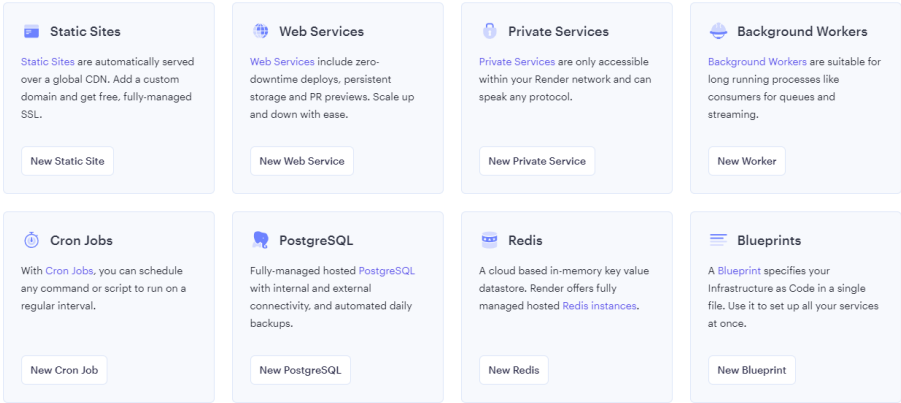 Static Sites
Static Sites are automatically served
over a global CDN. Add a custom
domain and get free, fully-managed
SSL.
New Static Site
Web Services
Web Services include zero-
downtime deploys, persistent
storage and PR previews. Scale up
and down with ease.
New Web Service
Private Services
Private Services are only accessible
within your Render network and can
speak any protocol.
New Private Service
Background Workers
Background Workers are suitable for
long running processes like
consumers for queues and
streaming.
New Worker
Cron Jobs
With Cron Jobs, you can schedule
any command or script to run on a
regular interval.
New Cron Job
PostgreSQL
Fully-managed hosted PostgreSQL
with internal and external
connectivity, and automated daily
backups.
New PostgreSQL
Redis
A cloud based in-memory key value
datastore. Render offers fully
managed hosted Redis instances.
New Redis
Blueprints
A Blueprint specifies your
Infrastructure as Code in a single
file. Use it to set up all your services
at once.
New Blueprint